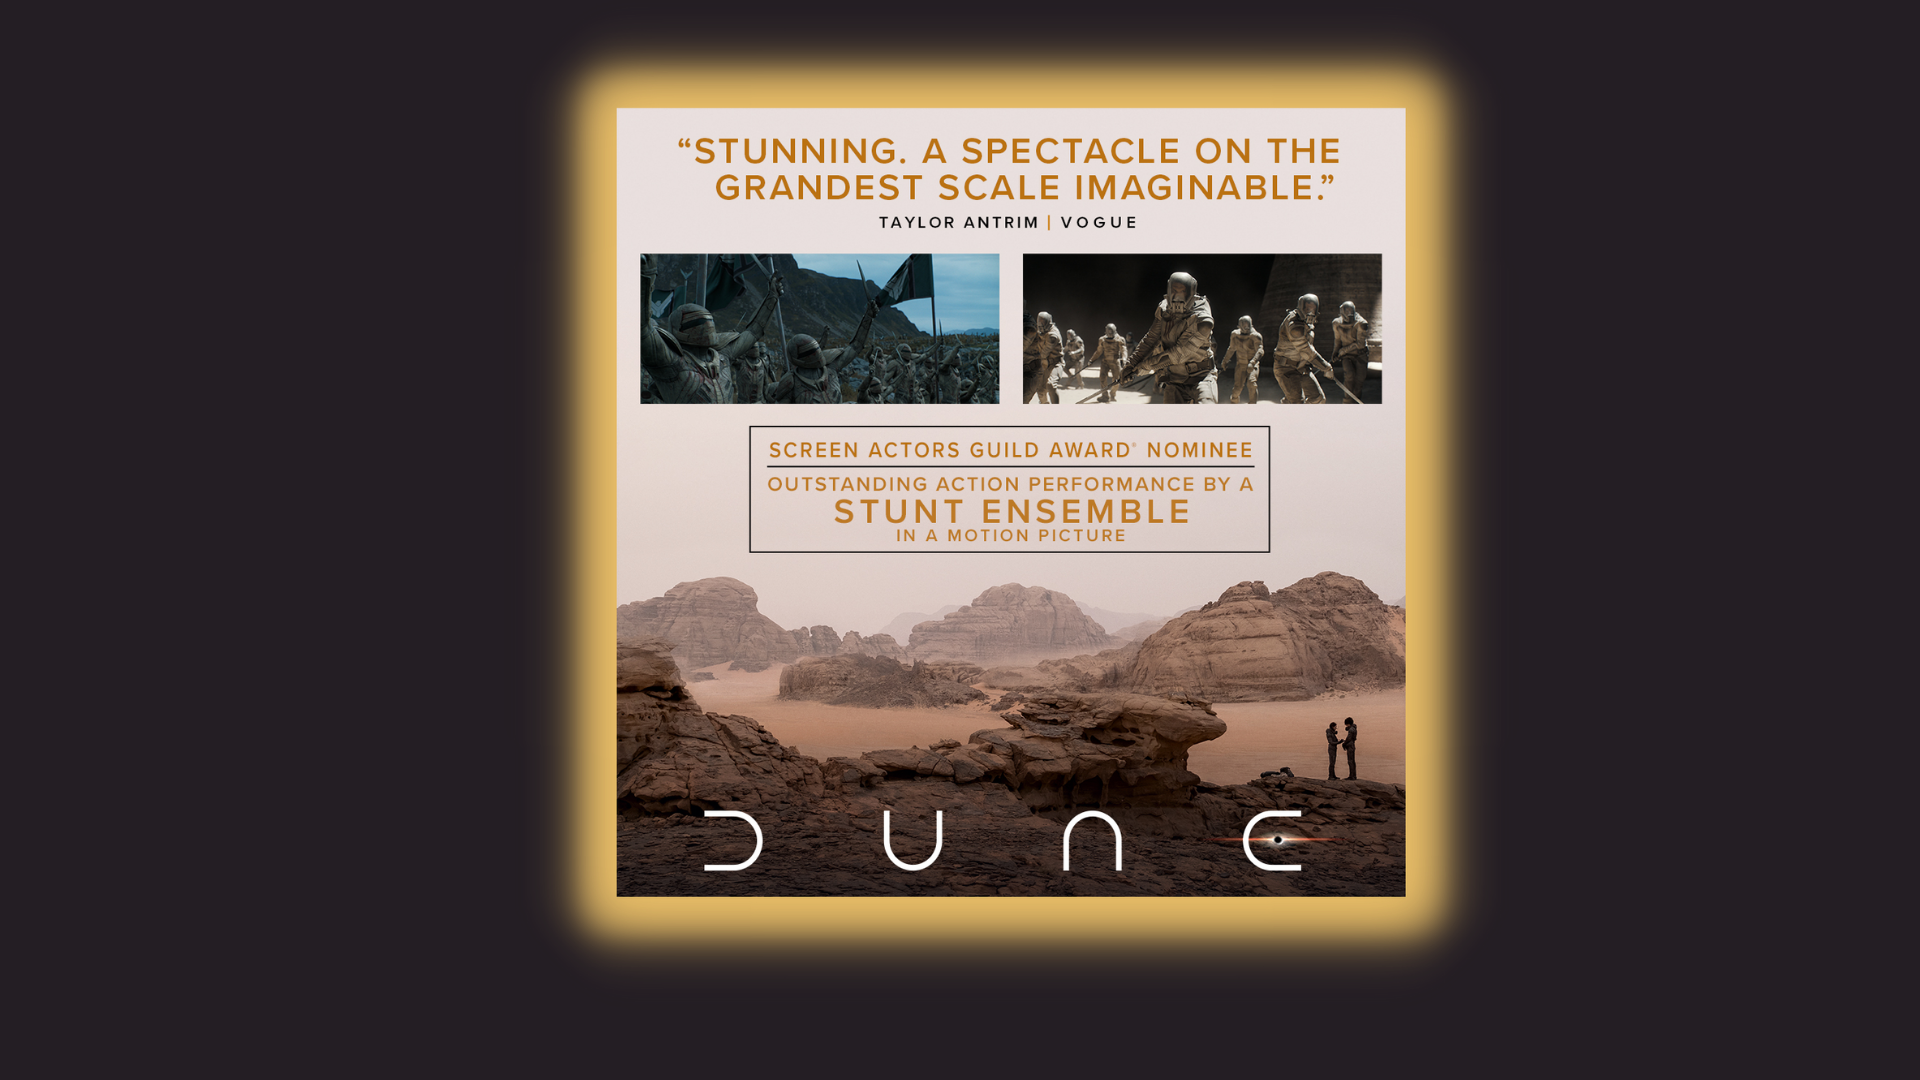 “STUNNING. A SPECTACLE ON THE
GRANDEST SCALE IMAGINABLE.”
TAYLOR ANTRIM | VOGUE
SCREEN ACTORS GUILD AWARD® NOMINEE
OUTSTANDING ACTION PERFORMANCE BY A
STUNT ENSEMBLE
IN A MOTION PICTURE
DUNE